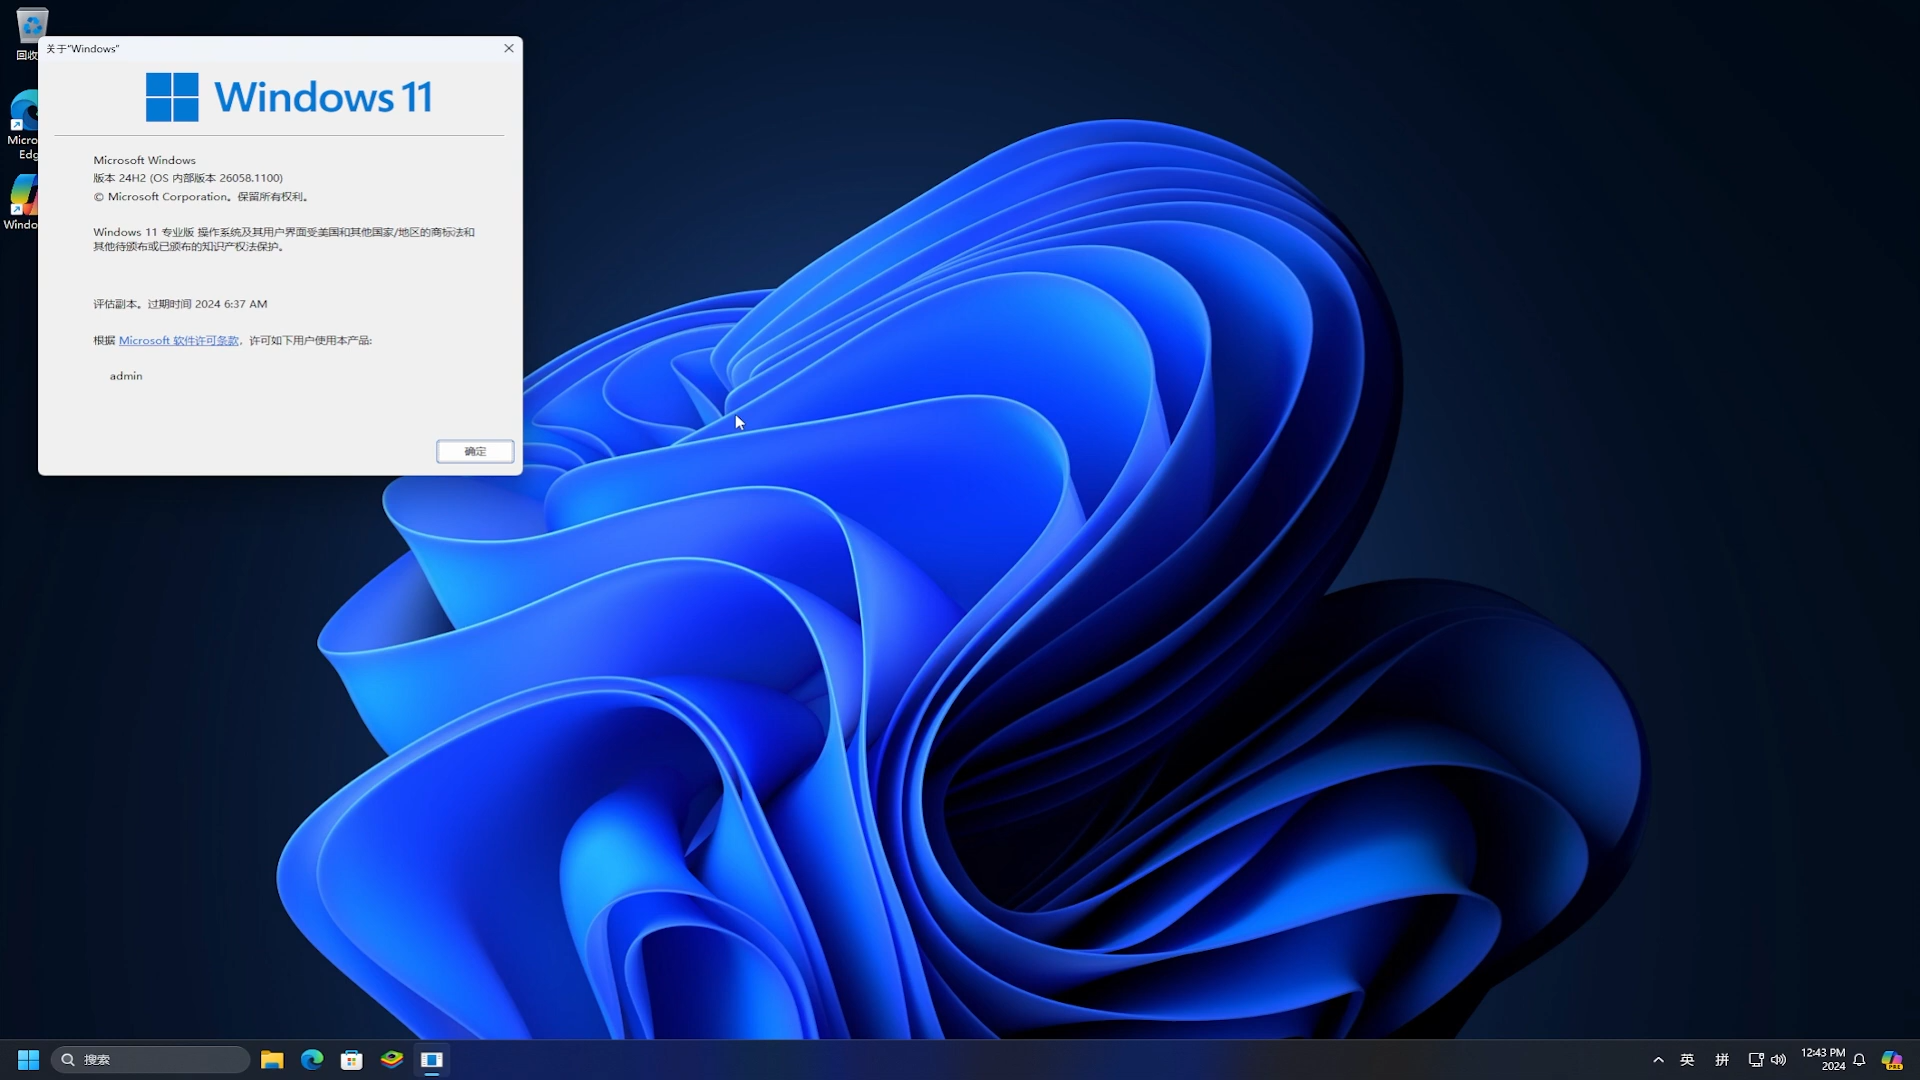 回收
Micro
Edg
Windo
关于"Windows"
Windows 11
Microsoft Windows
版本 24H2 (OS 内部版本 26058.1100)
© Microsoft Corporation。保留所有权利。
Windows 11 专业版 操作系统及其用户界面受美国和其他国家/地区的商标法和
其他待颁布或已颁布的知识产权法保护。
评估副本。过期时间 2024 6:37 AM
根据 Microsoft 软件许可条款，许可如下用户使用本产品:
admin
确定
搜索
英
拼
12:43 PM
2024
PRE